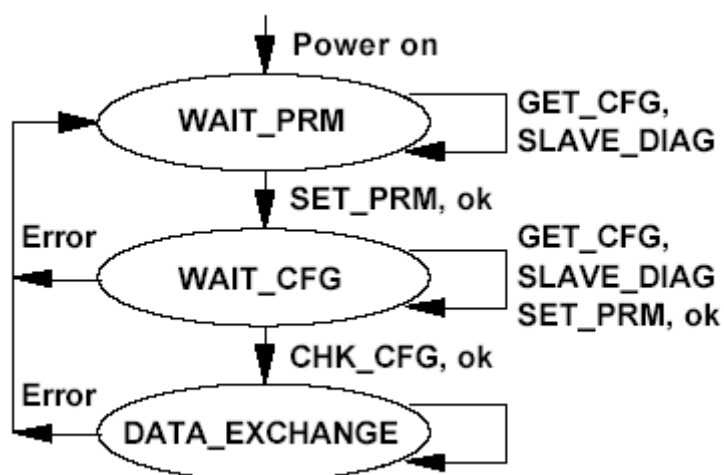 Power on
WAIT_PRM
GET_CFG,
SLAVE_DIAG
SET_PRM, ok
Error
WAIT_CFG
GET_CFG,
SLAVE_DIAG
SET_PRM, ok
CHK_CFG, ok
Error
DATA_EXCHANGE